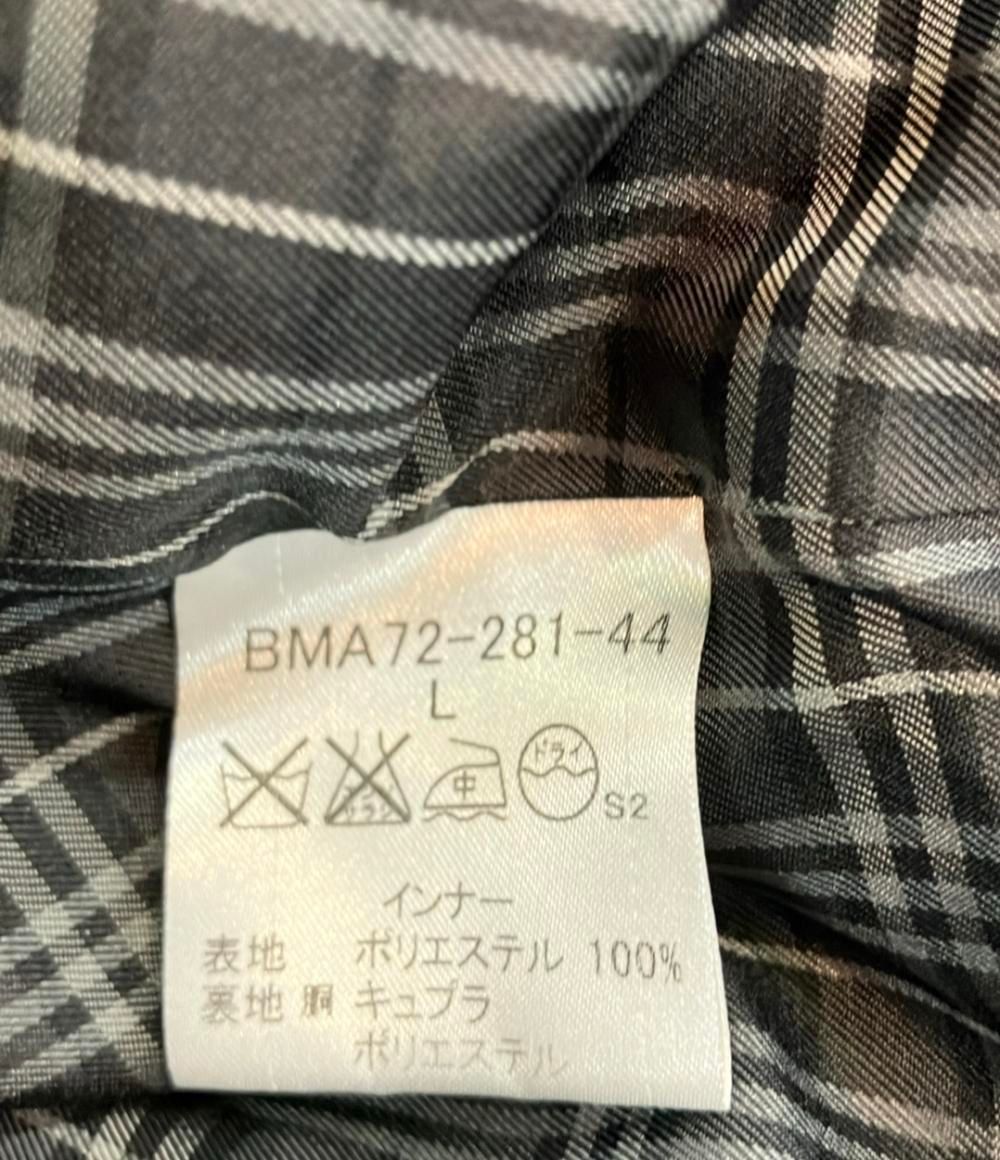 BMA72-281-44
L
中
ドライ
S2
インナー
表地 ポリエステル 100%
裏地 胴 キュプラ
ポリエステル